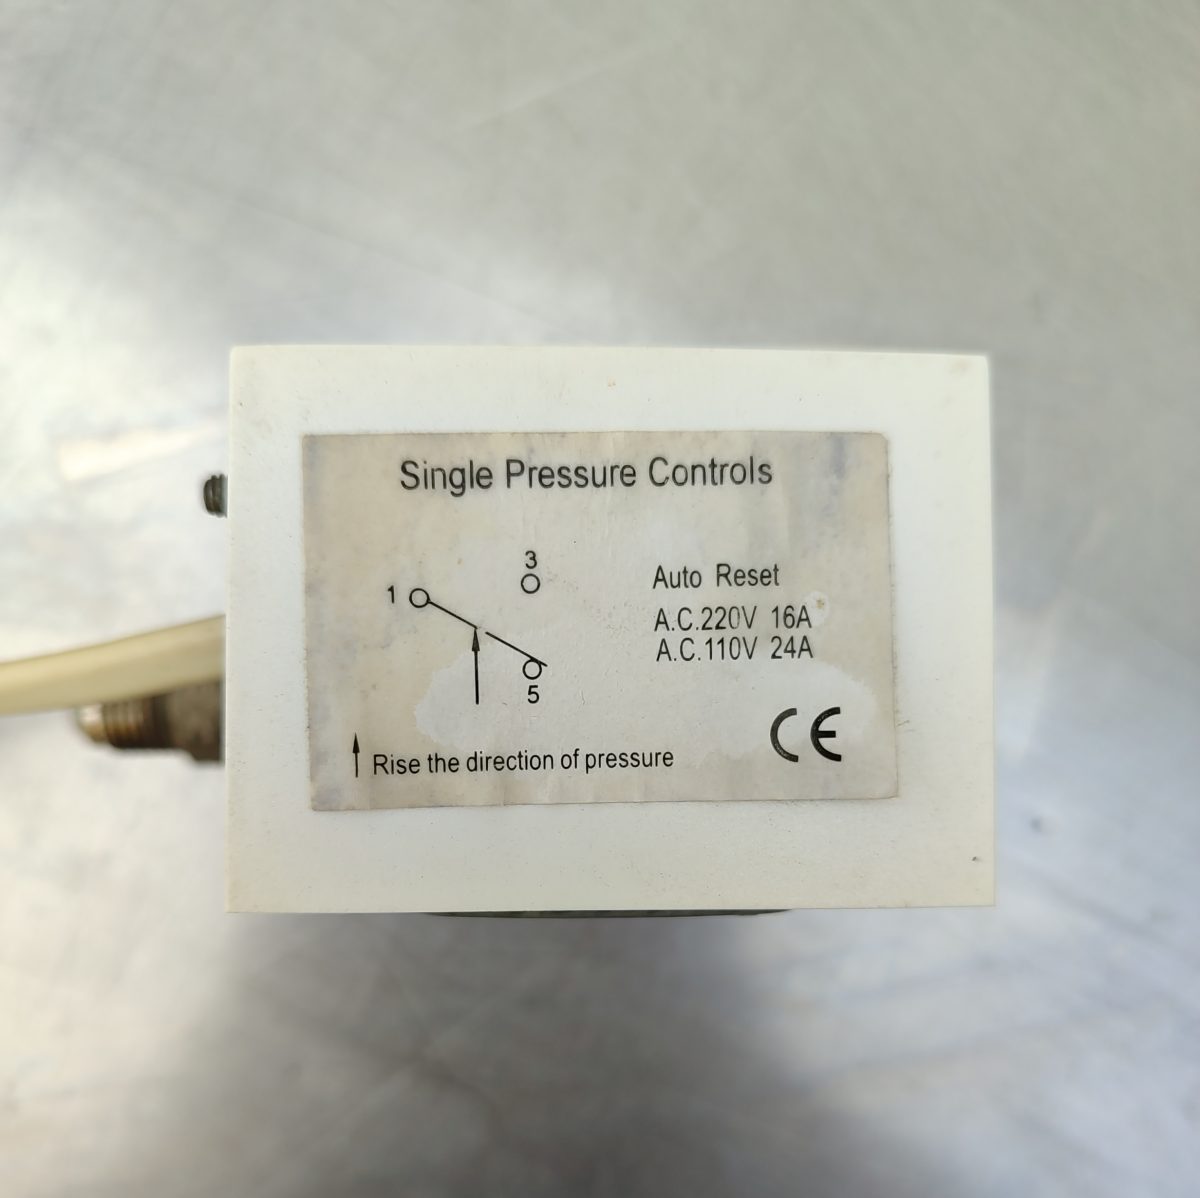 Single Pressure Controls
3
1
5
Auto Reset
A.C.220V 16A
A.C.110V 24A
CE
Rise the direction of pressure